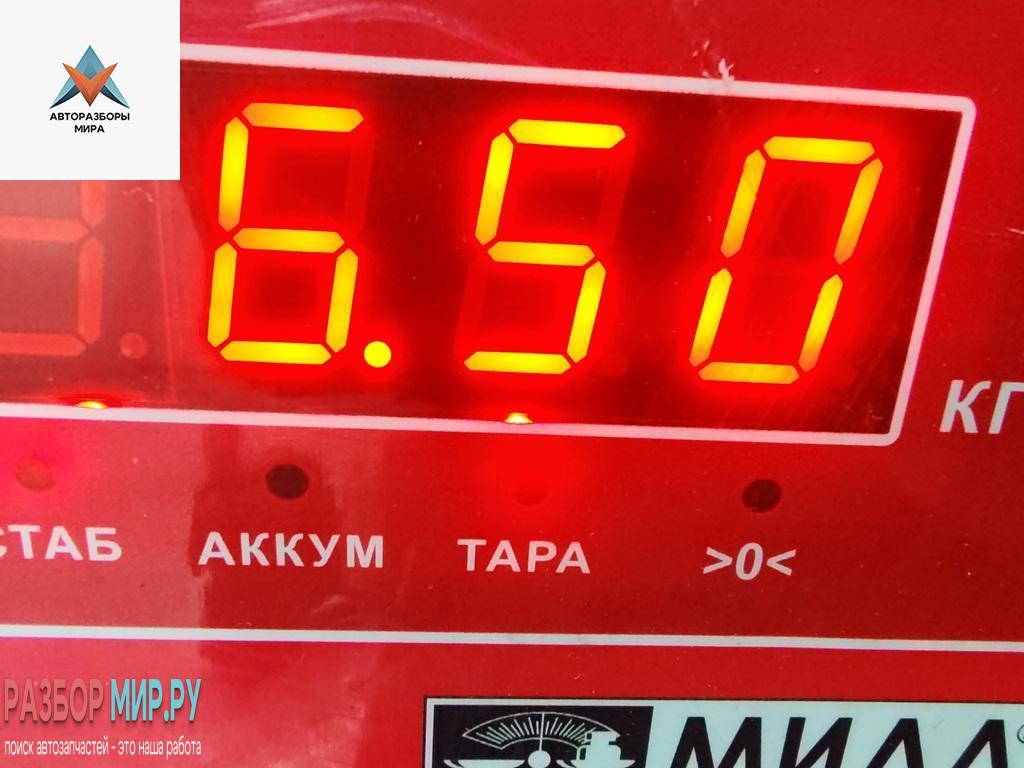 АВТОРАЗБОРЫ
МИРА
6.50
КГ
СТАБ АККУМ ТАРА >0<
РАЗБОР МИР.РУ
поиск автозапчастей - это наша работа